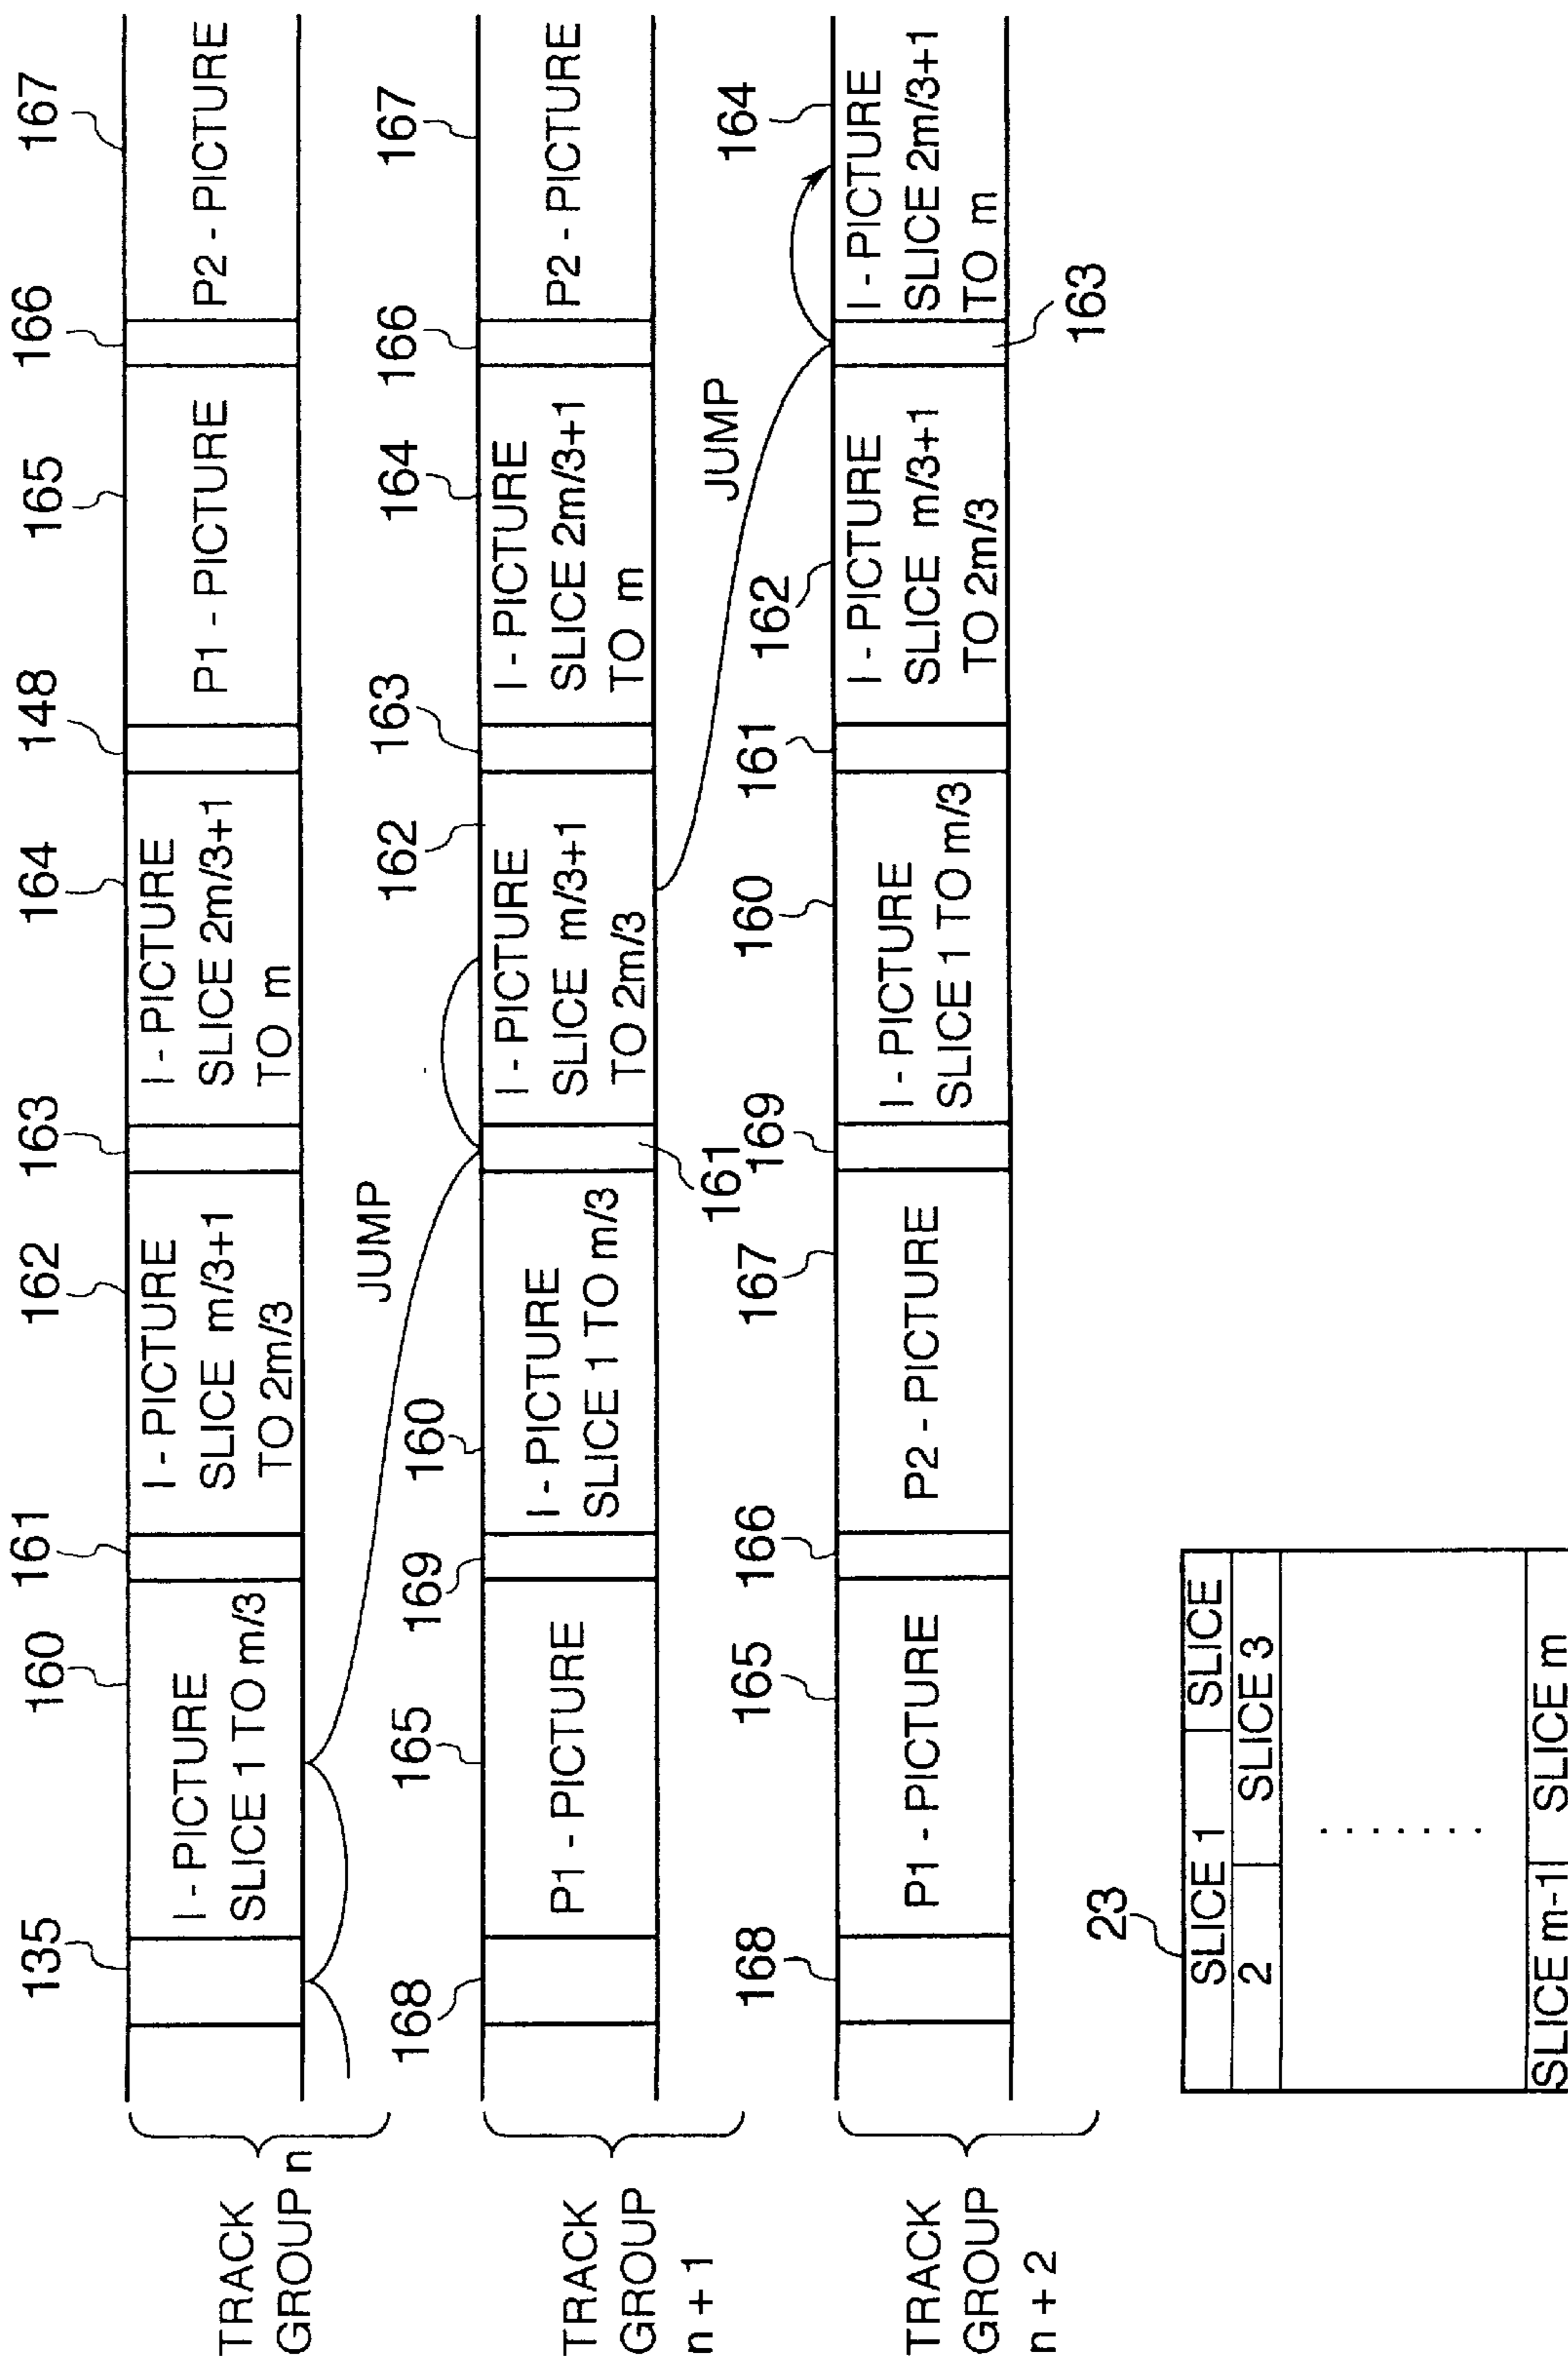 135 160 161 162 163 164 148 165 166 167
TRACK
GROUP n
I - PICTURE
SLICE 1 TO m/3
I - PICTURE
SLICE m/3+1
TO 2m/3
I - PICTURE
SLICE 2m/3+1
TO m
P1 - PICTURE
P2 - PICTURE
JUMP
168 165 169 160 162 163 164 166 167
TRACK
GROUP
n + 1
P1 - PICTURE
I - PICTURE
SLICE 1 TO m/3
I - PICTURE
SLICE m/3+1
TO 2m/3
I - PICTURE
SLICE 2m/3+1
TO m
P2 - PICTURE
161
JUMP
168 165 166 167 169 160 161 162 164
TRACK
GROUP
n + 2
P1 - PICTURE
P2 - PICTURE
I - PICTURE
SLICE 1 TO m/3
I - PICTURE
SLICE m/3+1
TO 2m/3
I - PICTURE
SLICE 2m/3+1
TO m
163
23
SLICE 1 SLICE
2 SLICE 3
SLICE m-1 SLICE m